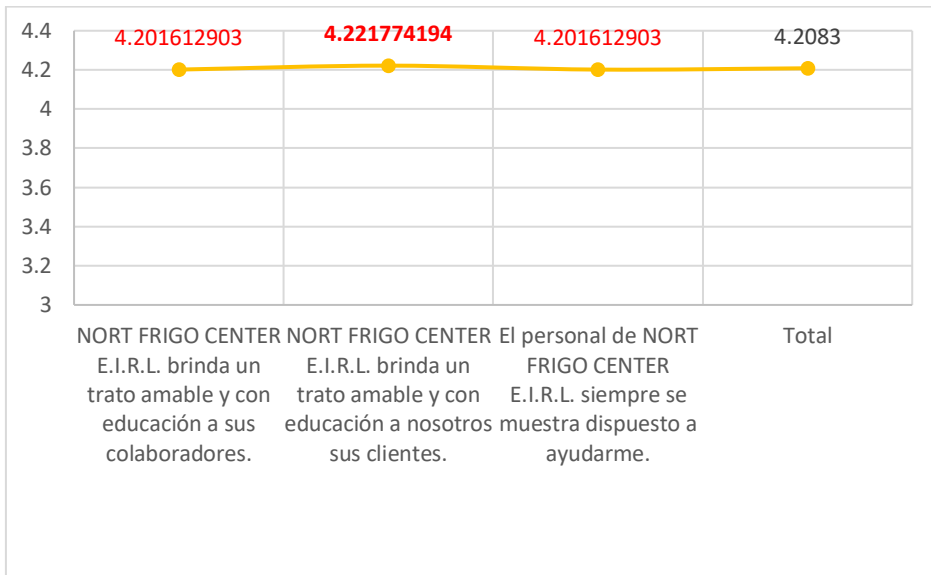 4.4
4.2
4
3.8
3.6
3.4
3.2
3
4.201612903
4.221774194
4.201612903
4.2083
NORT FRIGO CENTER
E.I.R.L. brinda un
trato amable y con
educación a sus
colaboradores.
NORT FRIGO CENTER
E.I.R.L. brinda un
trato amable y con
educación a nosotros
sus clientes.
El personal de NORT
FRIGO CENTER
E.I.R.L. siempre se
muestra dispuesto a
ayudarme.
Total